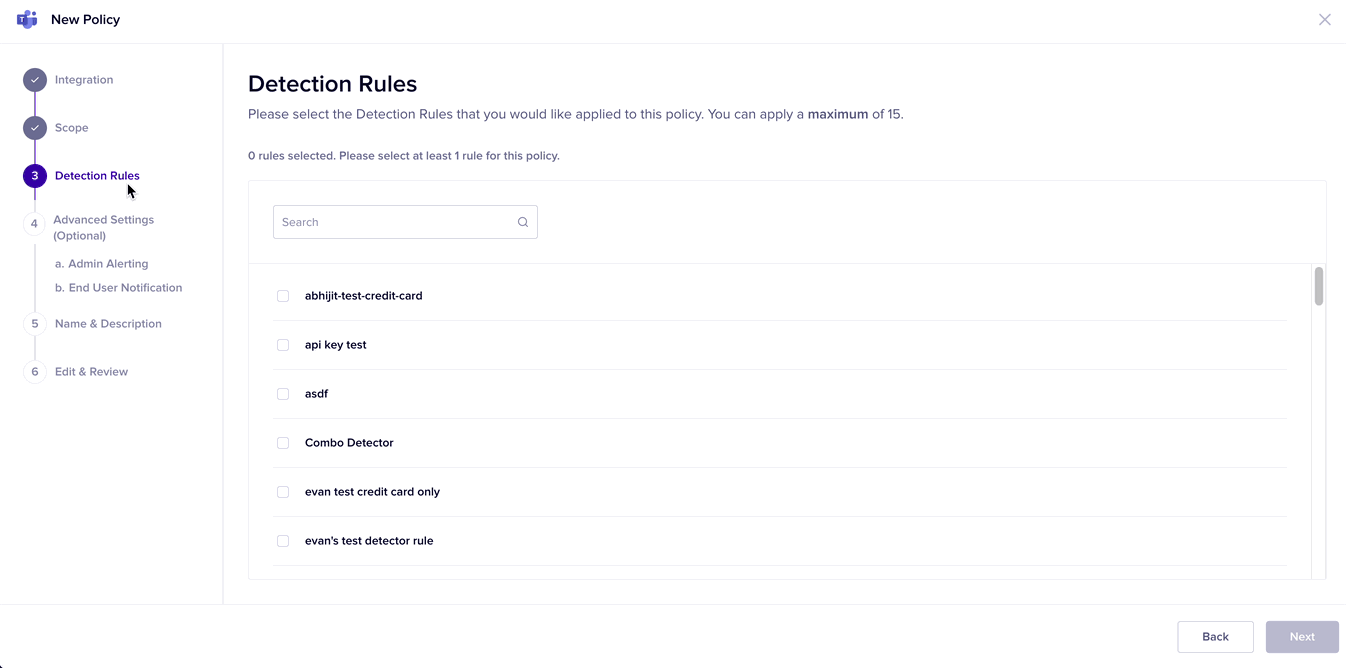 New Policy
Integration
Scope
3 Detection Rules
4 Advanced Settings
(Optional)
a. Admin Alerting
b. End User Notification
5 Name & Description
6 Edit & Review
Detection Rules
Please select the Detection Rules that you would like applied to this policy. You can apply a maximum of 15.
0 rules selected. Please select at least 1 rule for this policy.
Search
abhijit-test-credit-card
api key test
asdf
Combo Detector
evan test credit card only
evan's test detector rule
Back Next